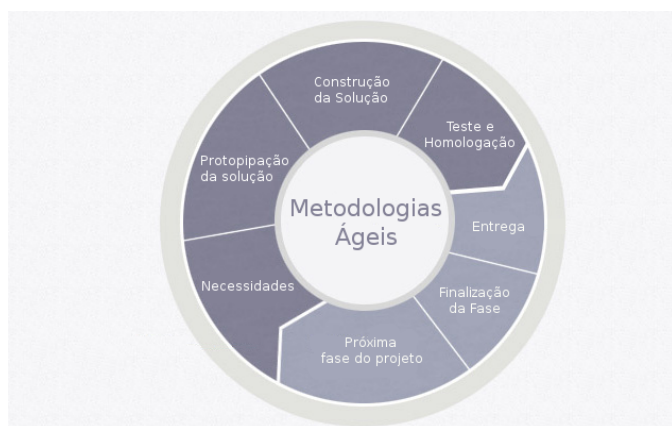 Construção
da Solução
Teste e
Homologação
Protopipação
da solução
Metodologias
Ágeis
Entrega
Necessidades
Finalização
da Fase
Próxima
fase do projeto